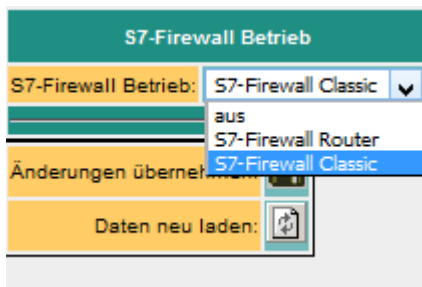 S7-Firewall Betrieb
S7-Firewall Betrieb: S7-Firewall Classic
aus
S7-Firewall Router
S7-Firewall Classic
Änderungen
Daten neu laden: